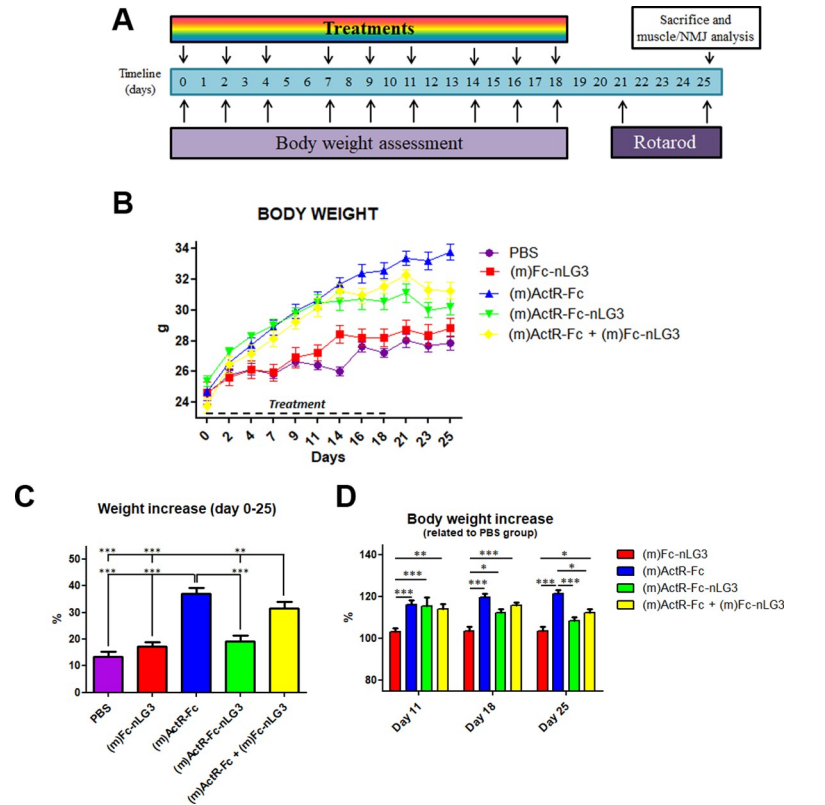 A
Treatments
Sacrifice and
muscle/NMJ analysis
Timeline
(days)
0 1 2 3 4 5 6 7 8 9 10 11 12 13 14 15 16 17 18 19 20 21 22 23 24 25
Body weight assessment
Rotarod
B
BODY WEIGHT
34
32
30
28
26
24
g
Treatment
0 2 4 7 9 11 14 16 18 21 23 25
Days
PBS
(m)Fc-nLG3
(m)ActR-Fc
(m)ActR-Fc-nLG3
(m)ActR-Fc + (m)Fc-nLG3
C
Weight increase (day 0-25)
50
40
30
20
10
0
%
*** *** **
*** *** ***
PBS
(m)Fc-nLG3
(m)ActR-Fc
(m)ActR-Fc-nLG3
(m)ActR-Fc + (m)Fc-nLG3
D
Body weight increase
(related to PBS group)
140
120
100
80
%
** *** *
*** * *
*** *** *** ***
Day 11
Day 18
Day 25
(m)Fc-nLG3
(m)ActR-Fc
(m)ActR-Fc-nLG3
(m)ActR-Fc + (m)Fc-nLG3